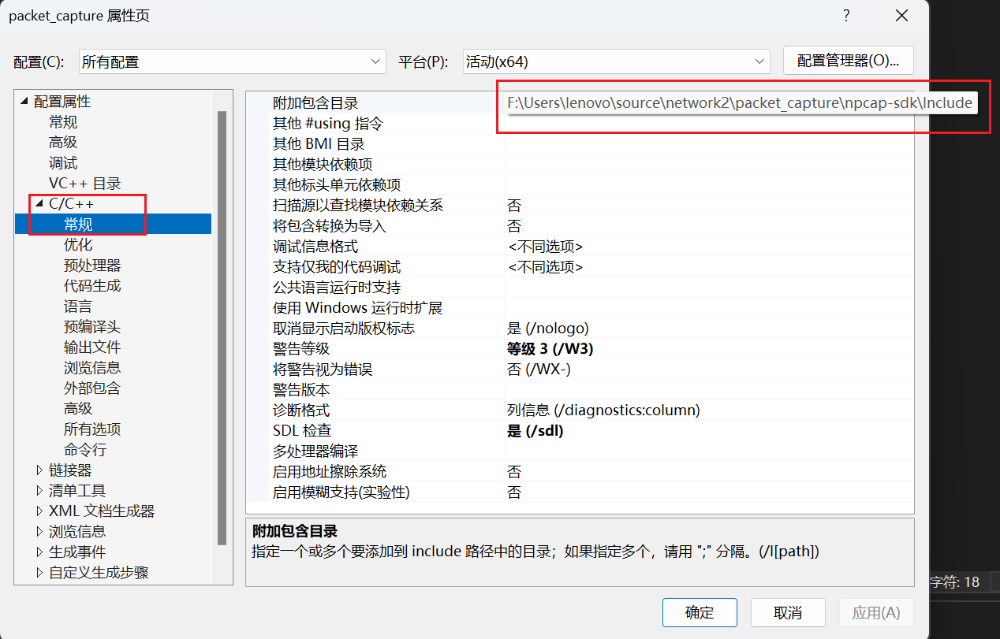 packet_capture 属性页
?
配置(C): 所有配置 平台(P): 活动(x64) 配置管理器(O)...
配置属性
常规
高级
调试
VC++ 目录
C/C++
常规
优化
预处理器
代码生成
语言
预编译头
输出文件
浏览信息
外部包含
高级
所有选项
命令行
链接器
清单工具
XML 文档生成器
浏览信息
生成事件
自定义生成步骤
附加包含目录 F:\Users\lenovo\source\network2\packet_capture\npcap-sdk\Include
其他 #using 指令
其他 BMI 目录
其他模块依赖项
其他标头单元依赖项
扫描源以查找模块依赖关系 否
将包含转换为导入 否
调试信息格式 <不同选项>
支持仅我的代码调试 <不同选项>
公共语言运行时支持
使用 Windows 运行时扩展
取消显示启动版权标志 是 (/nologo)
警告等级 等级 3 (/W3)
将警告视为错误 否 (/WX-)
警告版本
诊断格式 列信息 (/diagnostics:column)
SDL 检查 是 (/sdl)
多处理器编译
启用地址擦除系统 否
启用模糊支持(实验性) 否
附加包含目录
指定一个或多个要添加到 include 路径中的目录；如果指定多个，请用 ";" 分隔。(/I[path])
字符: 18
确定 取消 应用(A)